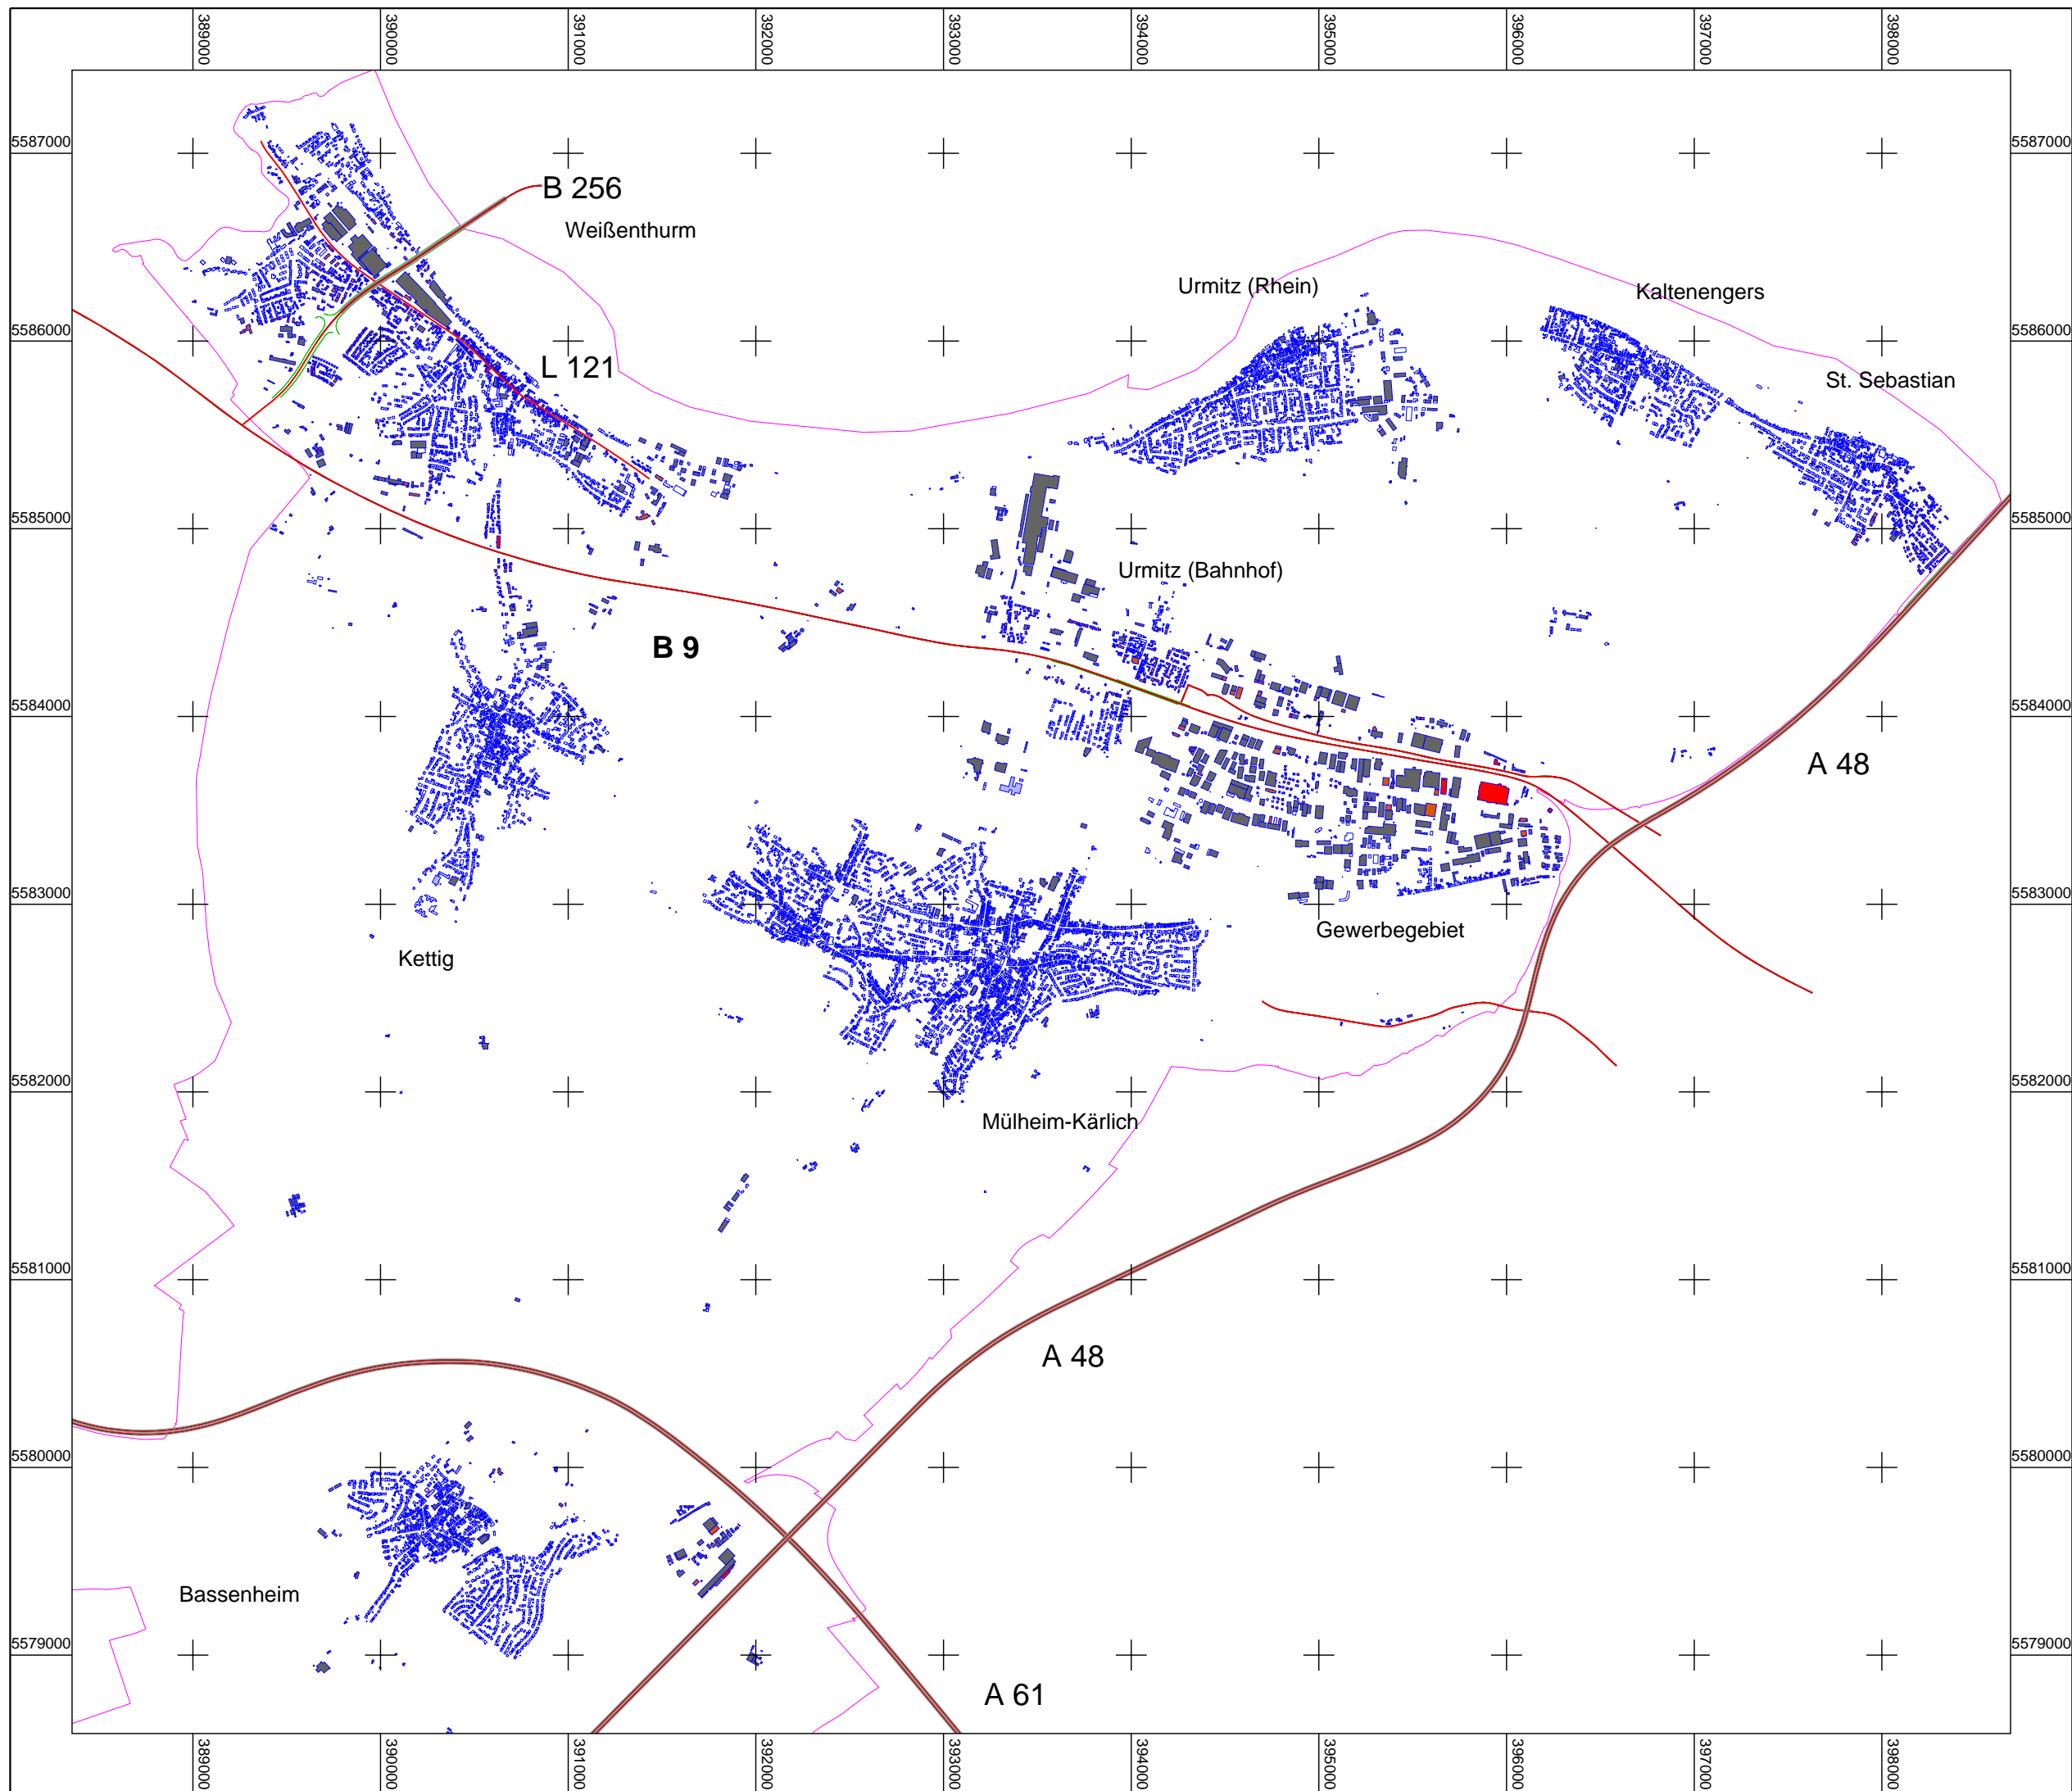 389000 390000 391000 392000 393000 394000 395000 396000 397000 398000
5587000 5587000
B 256
Weißenthurm
Urmitz (Rhein)
Kaltenengers
5586000 5586000
L 121
St. Sebastian
5585000 5585000
Urmitz (Bahnhof)
B 9
5584000 5584000
A 48
5583000 5583000
Gewerbegebiet
Kettig
5582000 5582000
Mülheim-Kärlich
5581000 5581000
A 48
5580000 5580000
Bassenheim
5579000 5579000
A 61
389000 390000 391000 392000 393000 394000 395000 396000 397000 398000